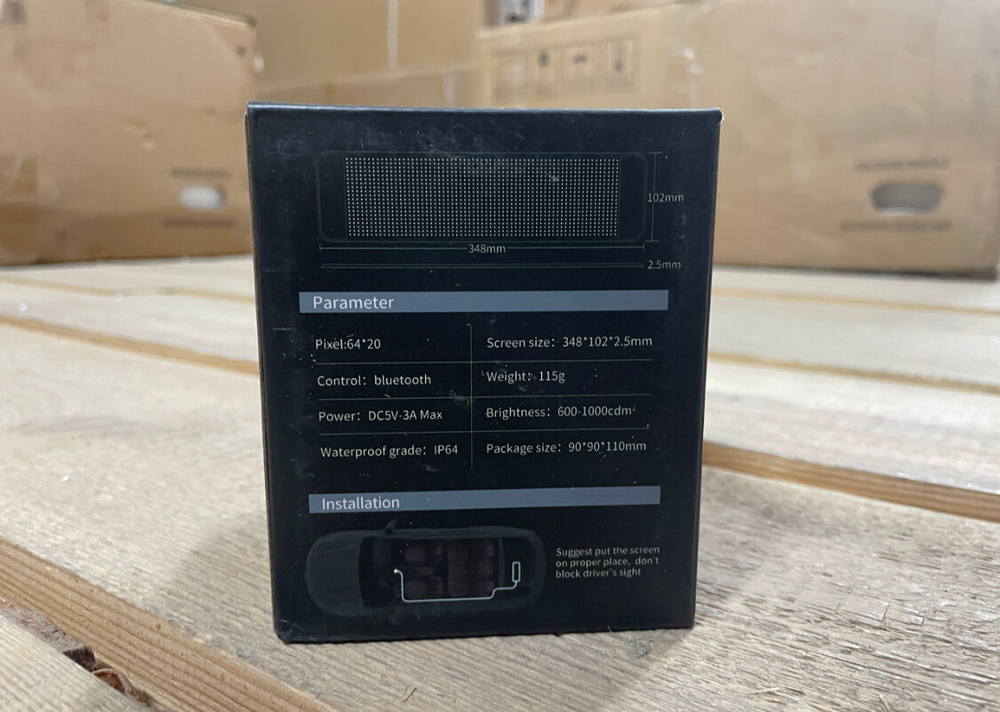 102mm
348mm
2.5mm
Parameter
Pixel:64*20
Screen size: 348*102*2.5mm
Control: bluetooth
Weight: 115g
Power: DC5V-3A Max
Brightness: 600-1000cdm²
Waterproof grade: IP64
Package size: 90*90*110mm
Installation
Suggest put the screen
on proper place, don't
block driver's sight